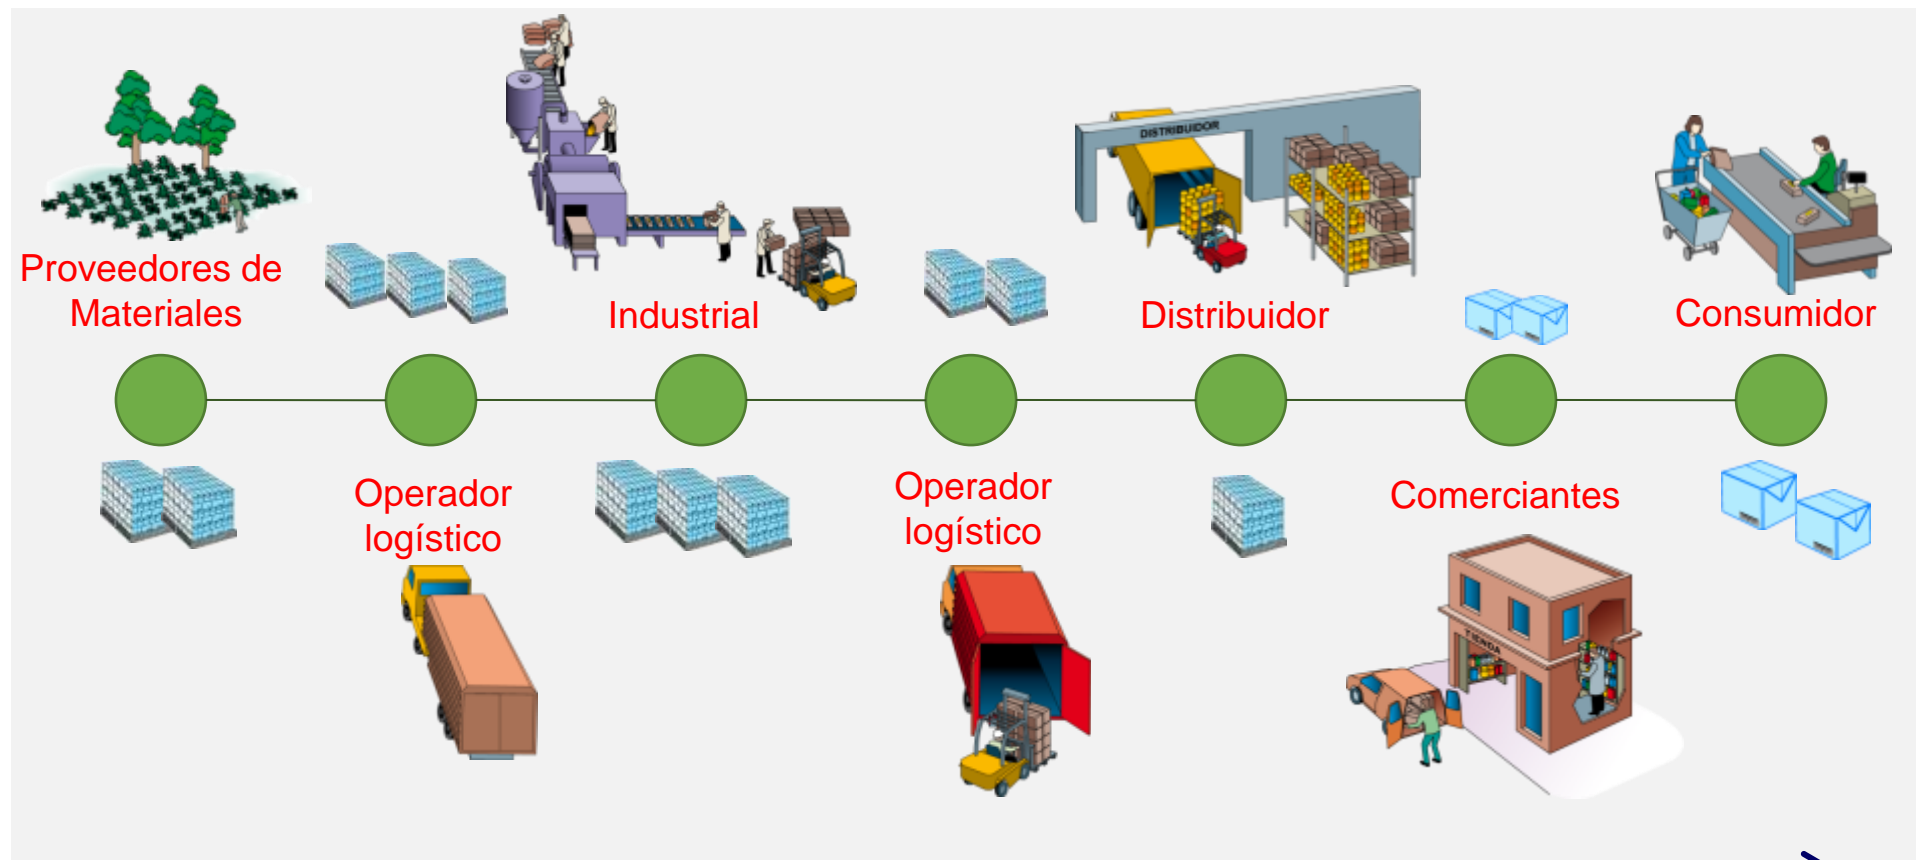 DISTRIBUIDOR
Proveedores de
Materiales
Industrial
Distribuidor
Consumidor
Operador
logístico
Operador
logístico
Comerciantes
TIENDA